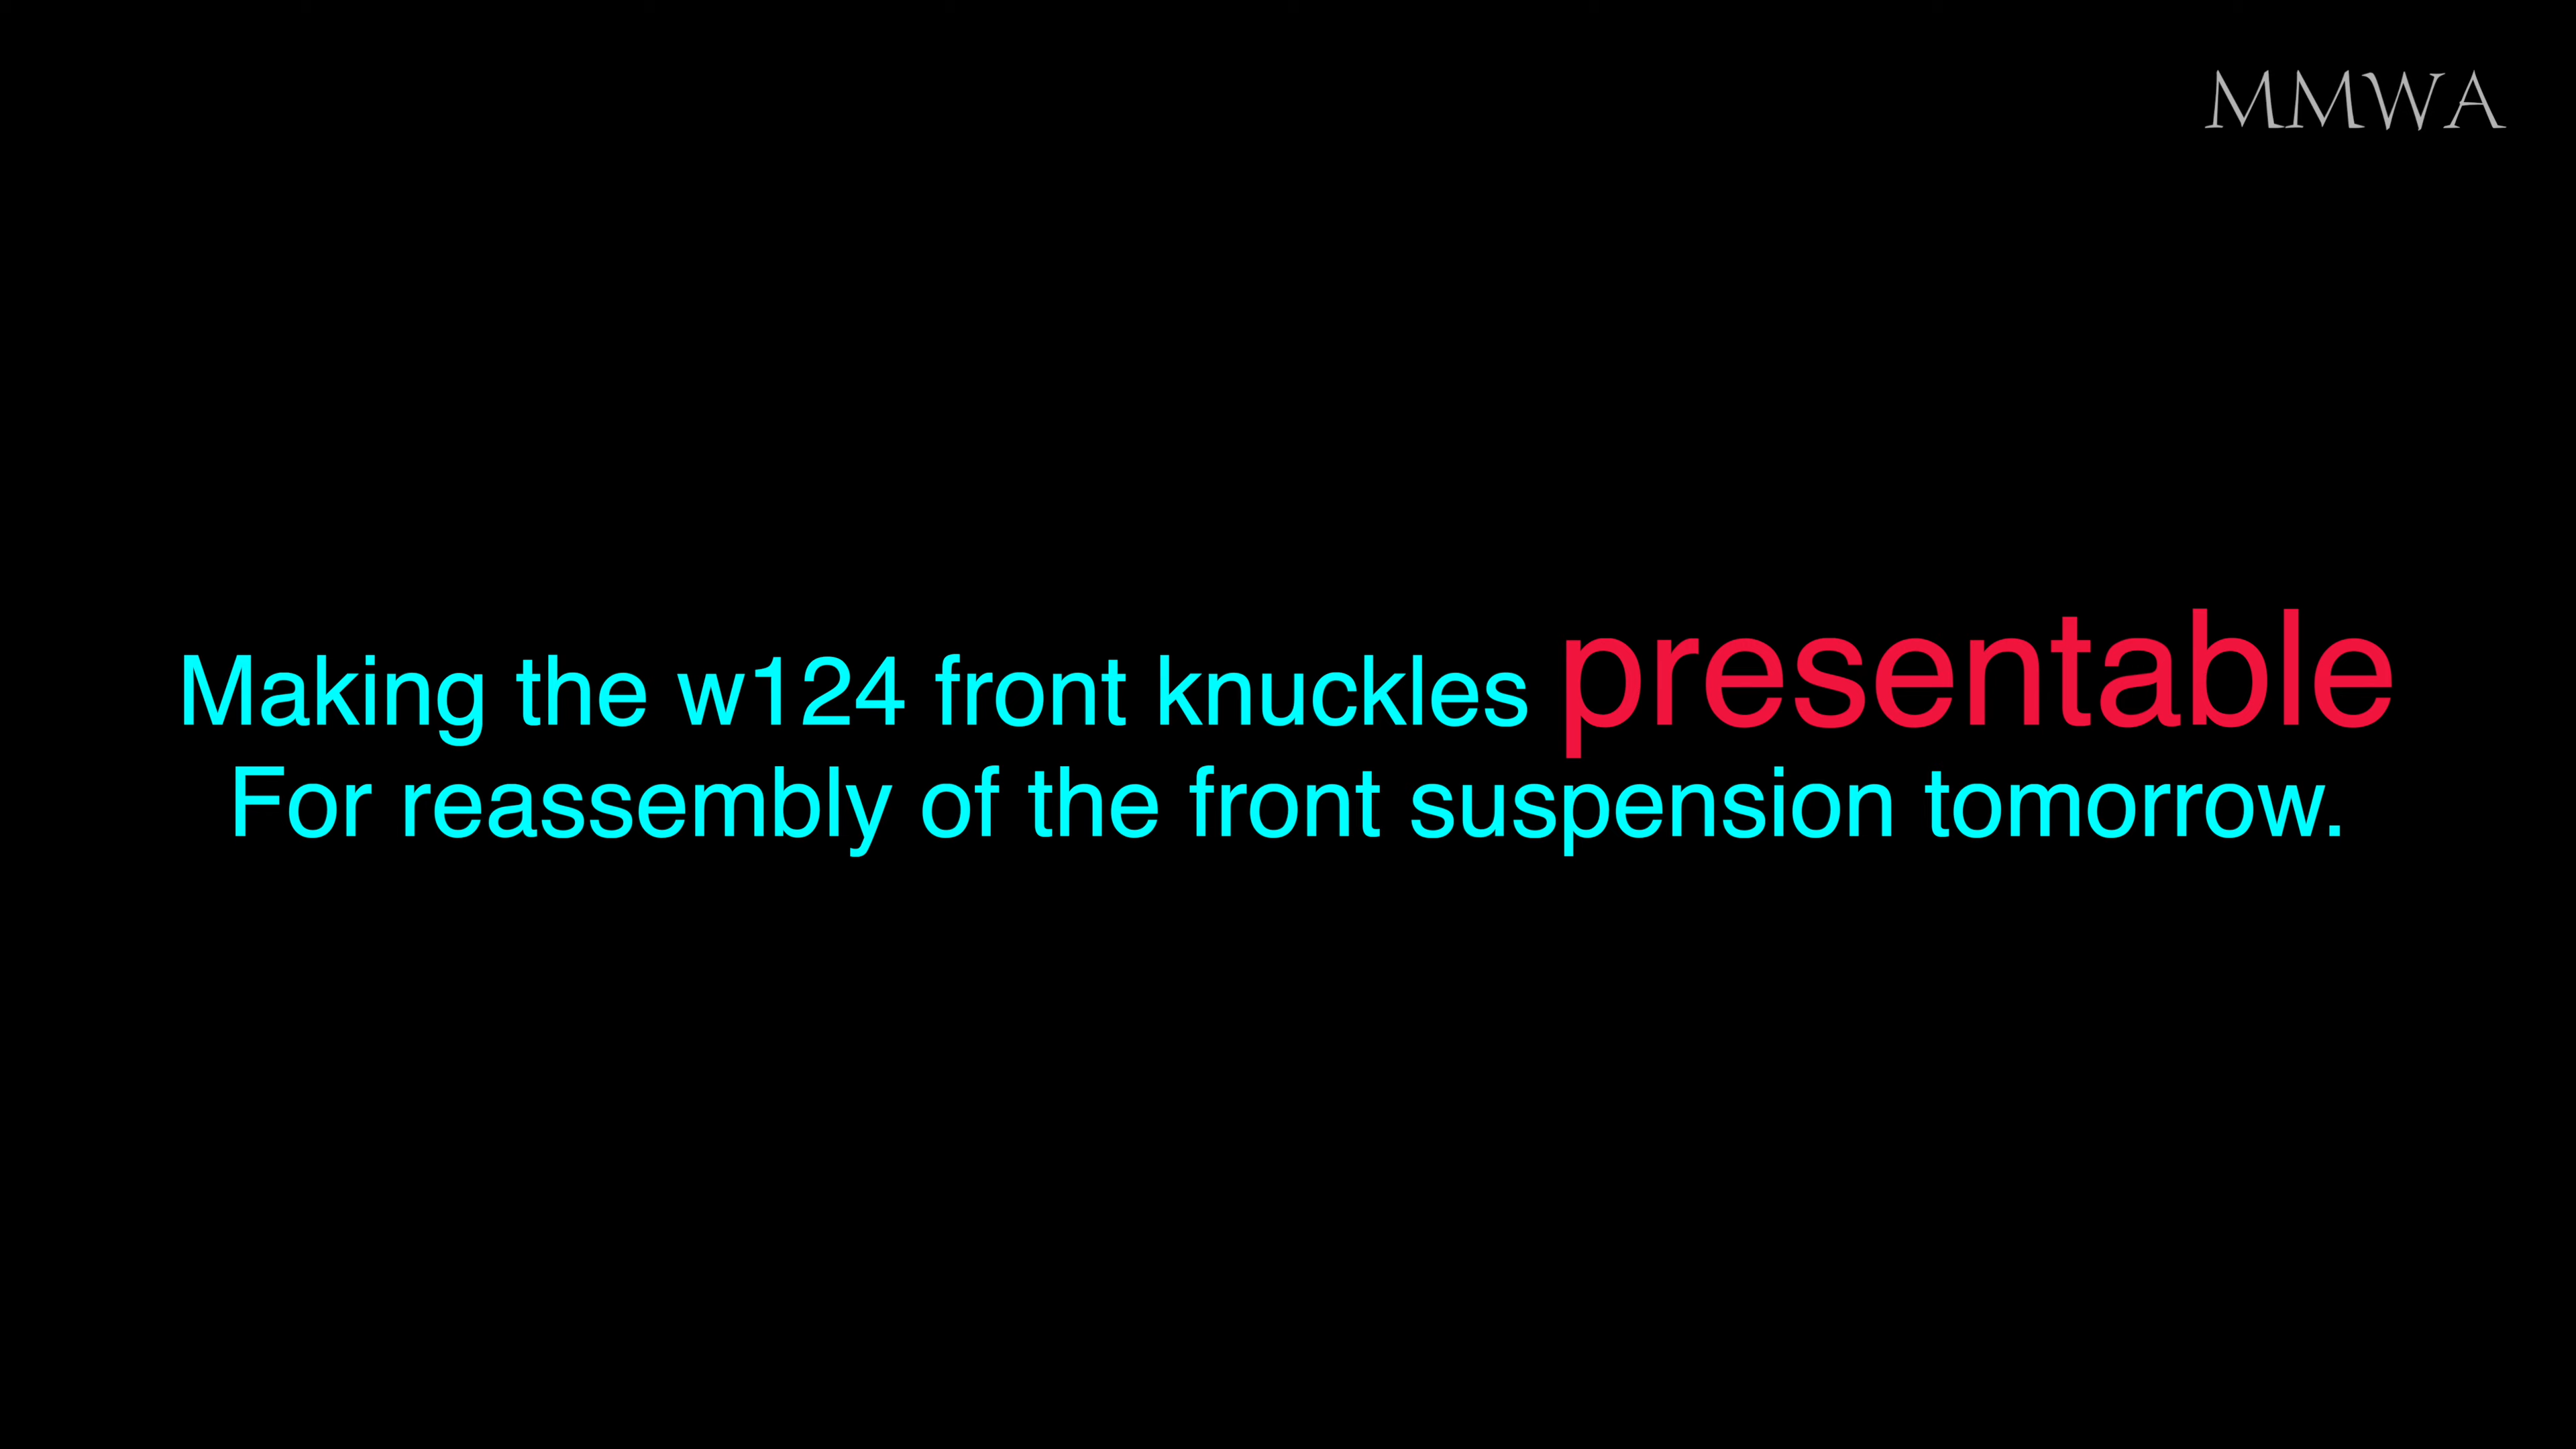 MMWA
Making the w124 front knuckles presentable
For reassembly of the front suspension tomorrow.